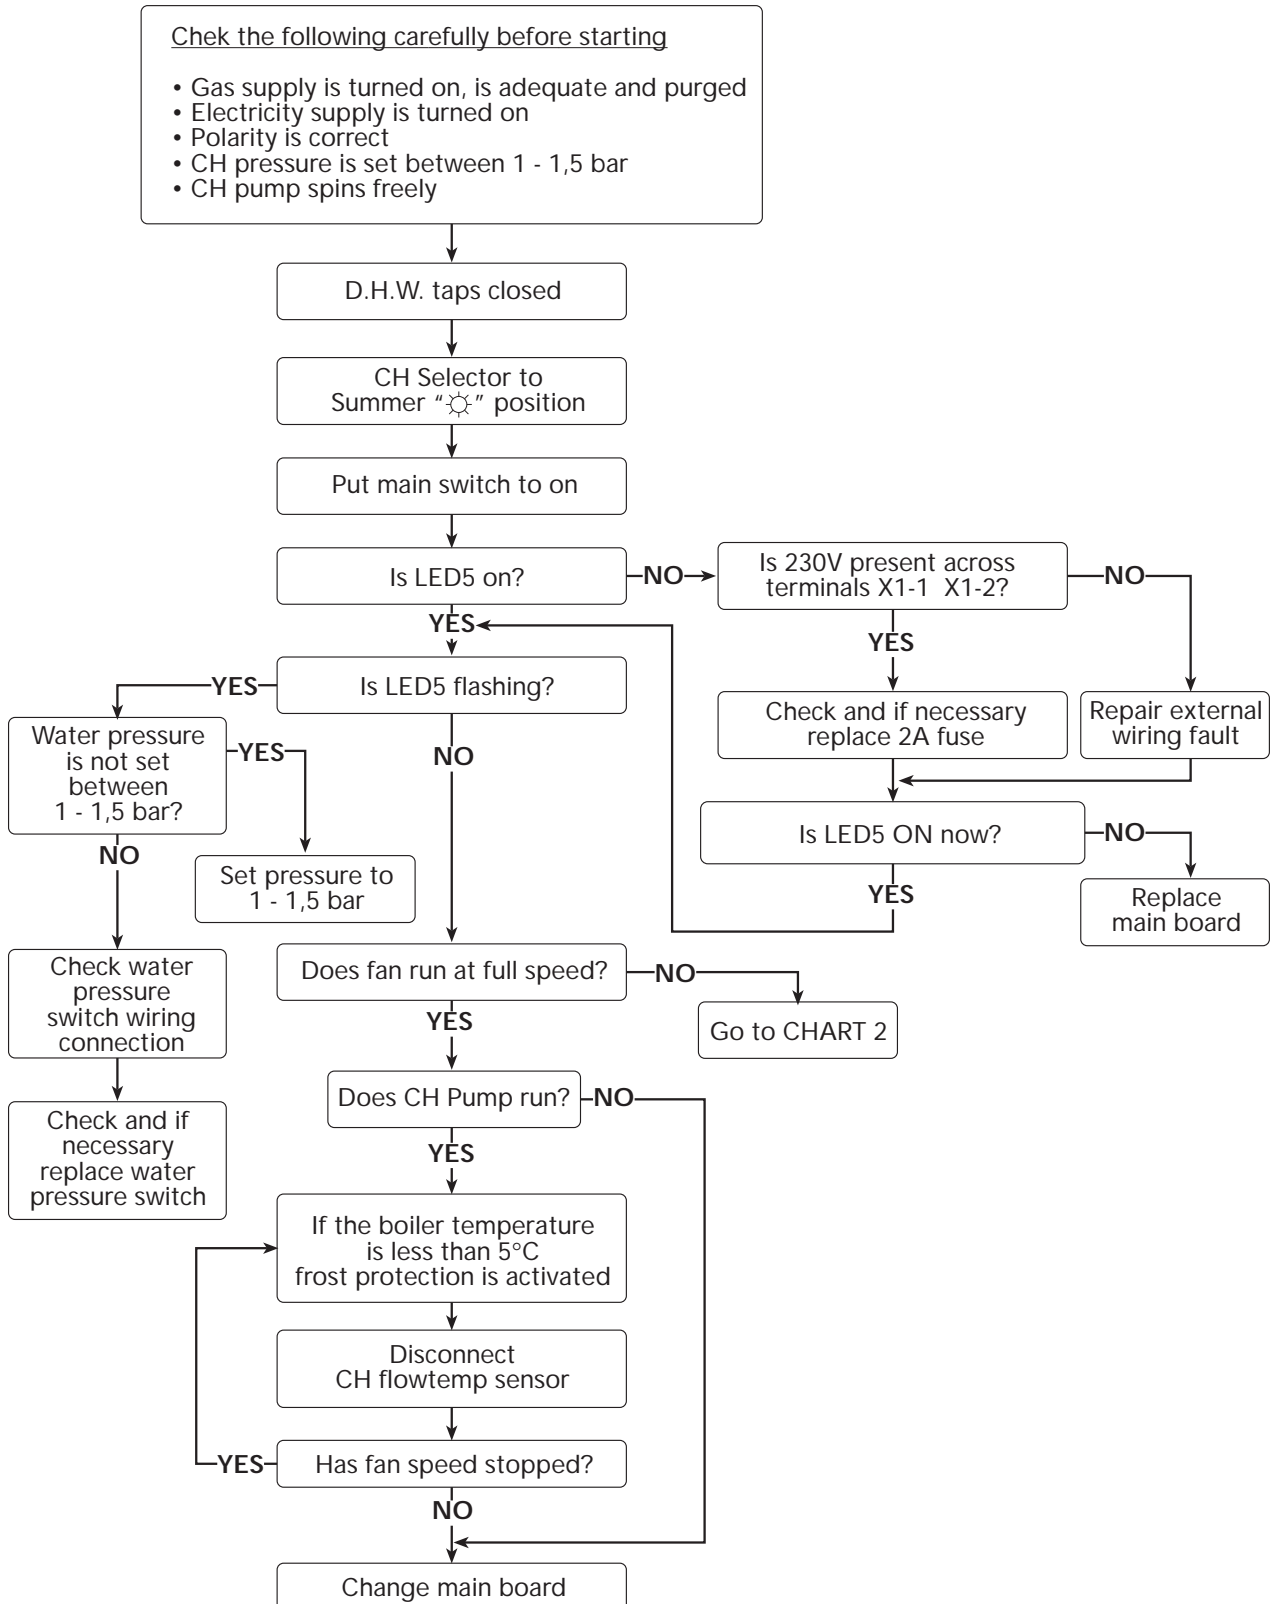 Chek the following carefully before starting
• Gas supply is turned on, is adequate and purged
• Electricity supply is turned on
• Polarity is correct
• CH pressure is set between 1 - 1,5 bar
• CH pump spins freely
D.H.W. taps closed
CH Selector to
Summer “☼” position
Put main switch to on
Is LED5 on?
NO
Is 230V present across
terminals X1-1 X1-2?
NO
YES
YES
Is LED5 flashing?
YES
Check and if necessary
replace 2A fuse
Repair external
wiring fault
Water pressure
is not set
between
1 - 1,5 bar?
YES
NO
Is LED5 ON now?
NO
NO
Set pressure to
1 - 1,5 bar
YES
Replace
main board
Check water
pressure
switch wiring
connection
Does fan run at full speed?
NO
YES
Go to CHART 2
Does CH Pump run?
NO
Check and if
necessary
replace water
pressure switch
YES
If the boiler temperature
is less than 5°C
frost protection is activated
Disconnect
CH flowtemp sensor
Has fan speed stopped?
YES
NO
Change main board